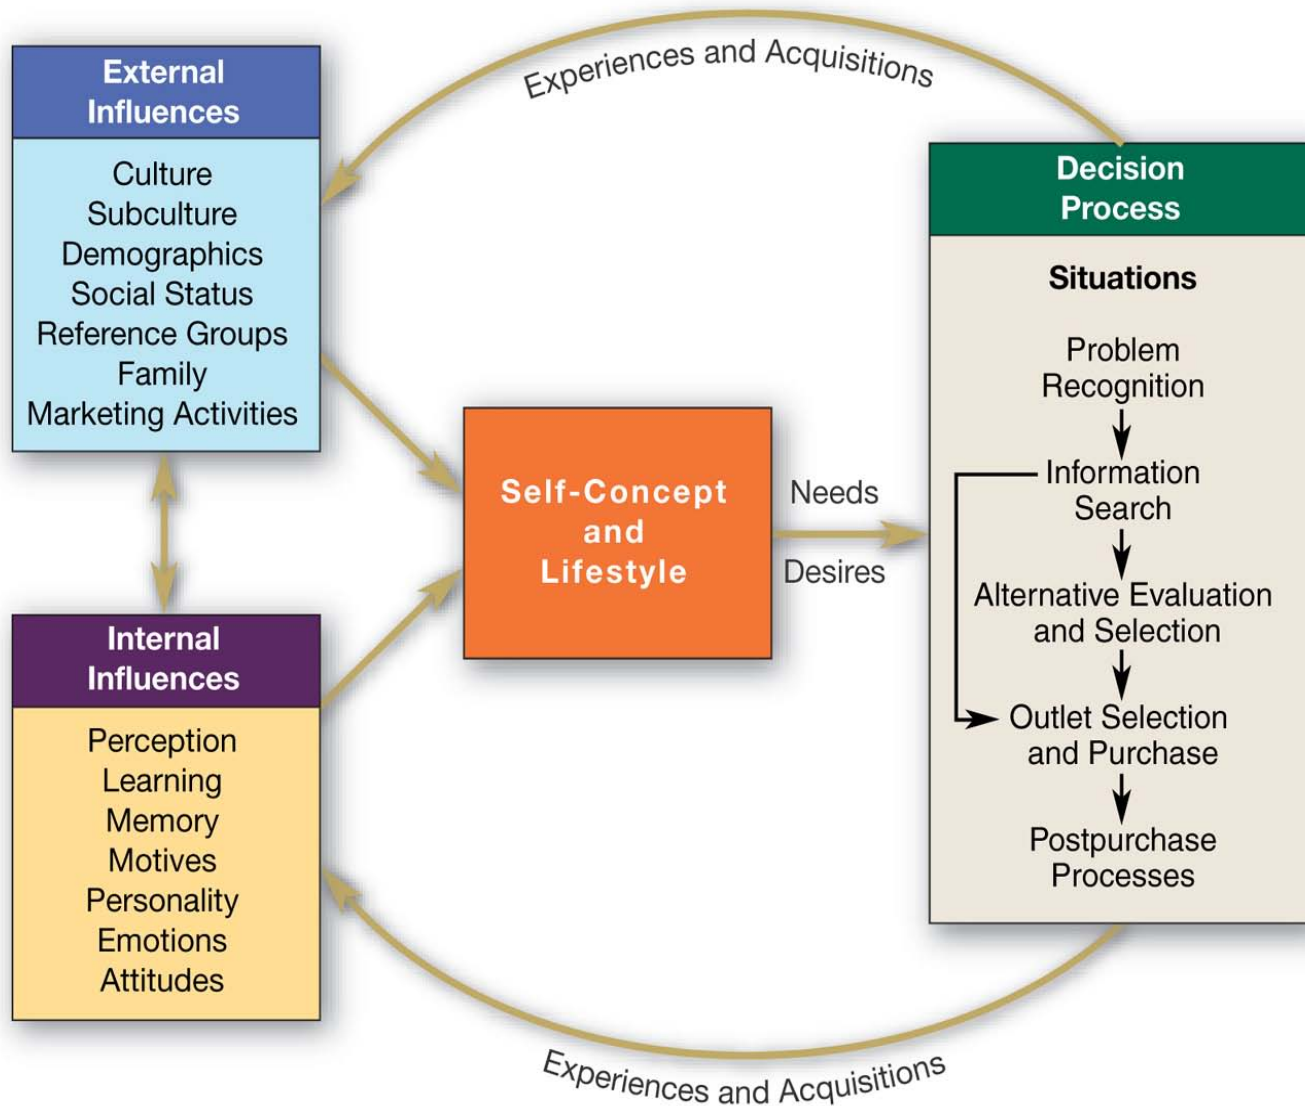 External
Influences
Culture
Subculture
Demographics
Social Status
Reference Groups
Family
Marketing Activities
Internal
Influences
Perception
Learning
Memory
Motives
Personality
Emotions
Attitudes
Experiences and Acquisitions
Self-Concept
and
Lifestyle
Needs
Desires
Experiences and Acquisitions
Decision
Process
Situations
Problem
Recognition
Information
Search
Alternative Evaluation
and Selection
Outlet Selection
and Purchase
Postpurchase
Processes